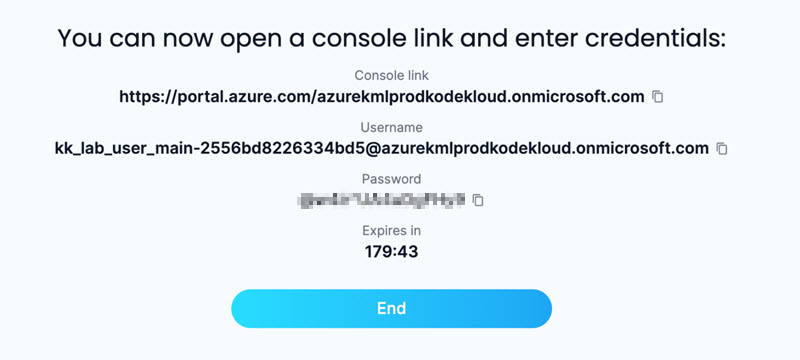 You can now open a console link and enter credentials:
Console link
https://portal.azure.com/azurekmlprodkodekloud.onmicrosoft.com
Username
kk_lab_user_main-2556bd8226334bd5@azurekmlprodkodekloud.onmicrosoft.com
Password
Expires in
179:43
End